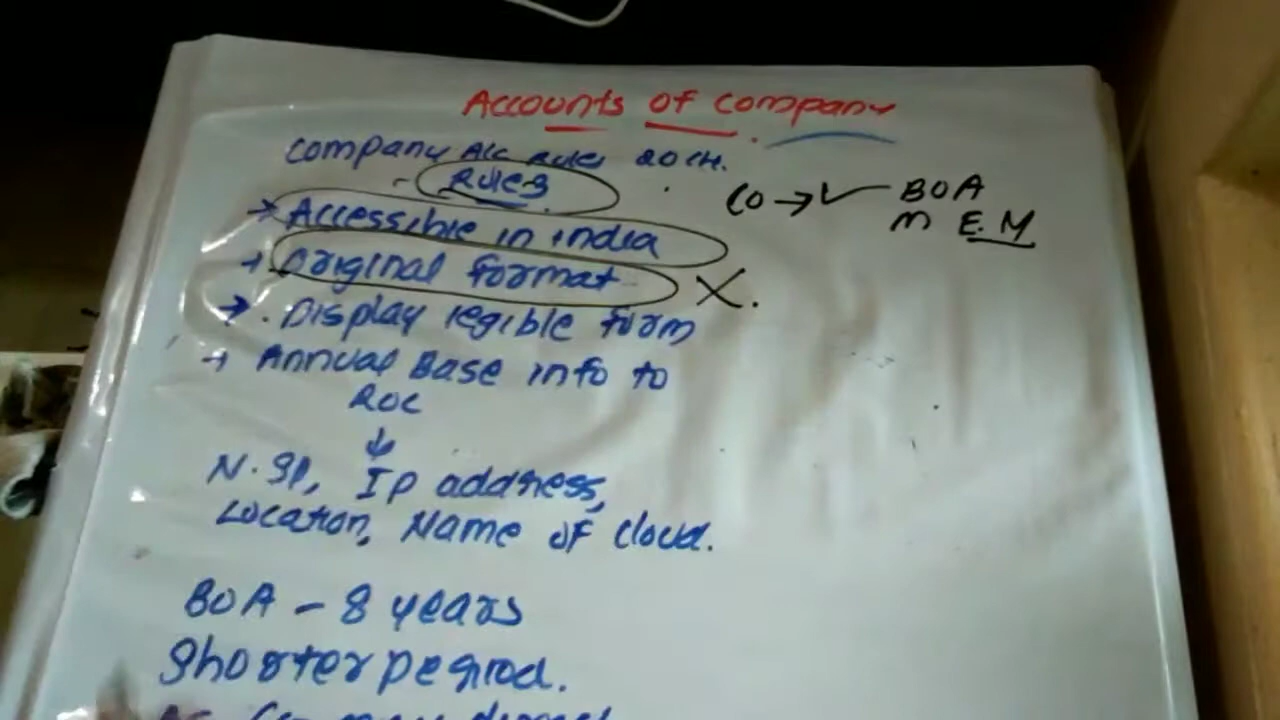 Accounts of company
Company A/c Rules 2014.
Rules
→ Accessible in india
→ Original format X.
→ Display legible form
→ Annual Base info to
ROC
↓
N.SP, IP address,
Location, Name of cloud.
BOA - 8 years
Shorter period.
Co → ✓ BOA
m E.M